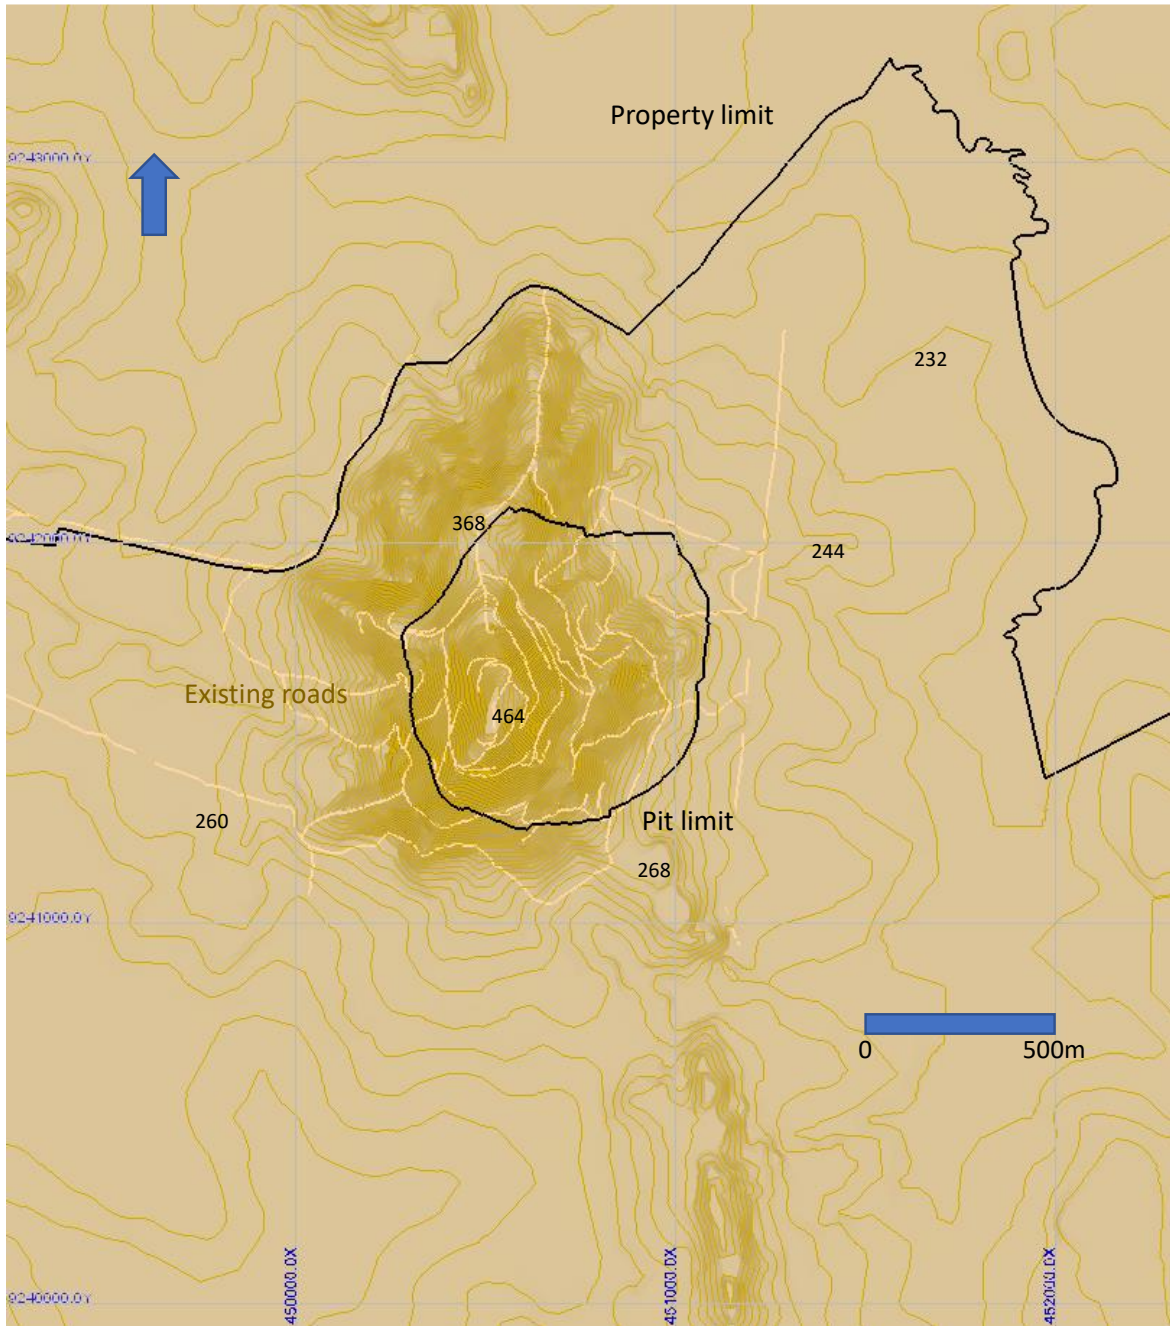 Property limit
9243000.0Y
232
368
9242000.0Y
244
Existing roads
464
260
Pit limit
268
9241000.0Y
0 500m
450000.0X
451000.0X
452000.0X
9240000.0Y